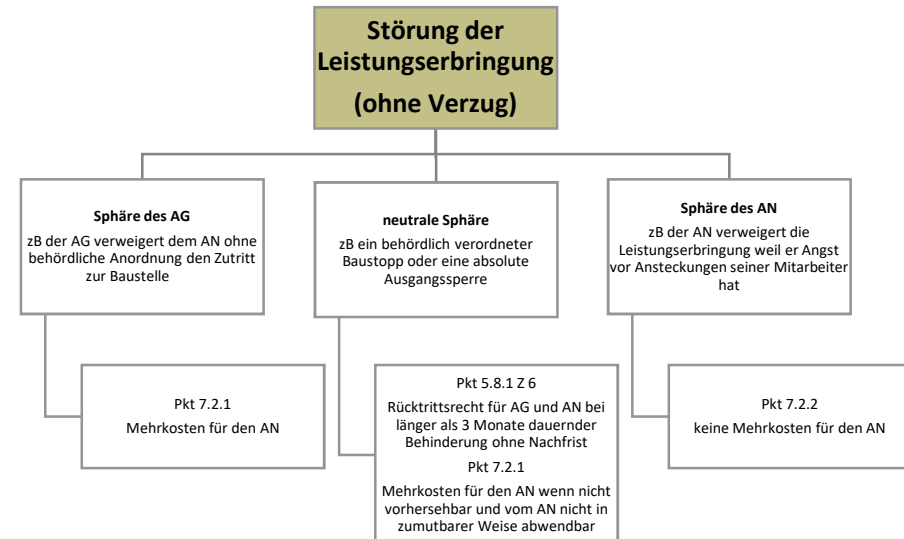 Störung der
Leistungserbringung
(ohne Verzug)
Sphäre des AG
zB der AG verweigert dem AN ohne
behördliche Anordnung den Zutritt
zur Baustelle
neutrale Sphäre
zB ein behördlich verordneter
Baustopp oder eine absolute
Ausgangssperre
Sphäre des AN
zB der AN verweigert die
Leistungserbringung weil er Angst
vor Ansteckungen seiner Mitarbeiter
hat
Pkt 7.2.1
Mehrkosten für den AN
Pkt 5.8.1 Z 6
Rücktrittsrecht für AG und AN bei
länger als 3 Monate dauernder
Behinderung ohne Nachfrist
Pkt 7.2.1
Mehrkosten für den AN wenn nicht
vorhersehbar und vom AN nicht in
zumutbarer Weise abwendbar
Pkt 7.2.2
keine Mehrkosten für den AN